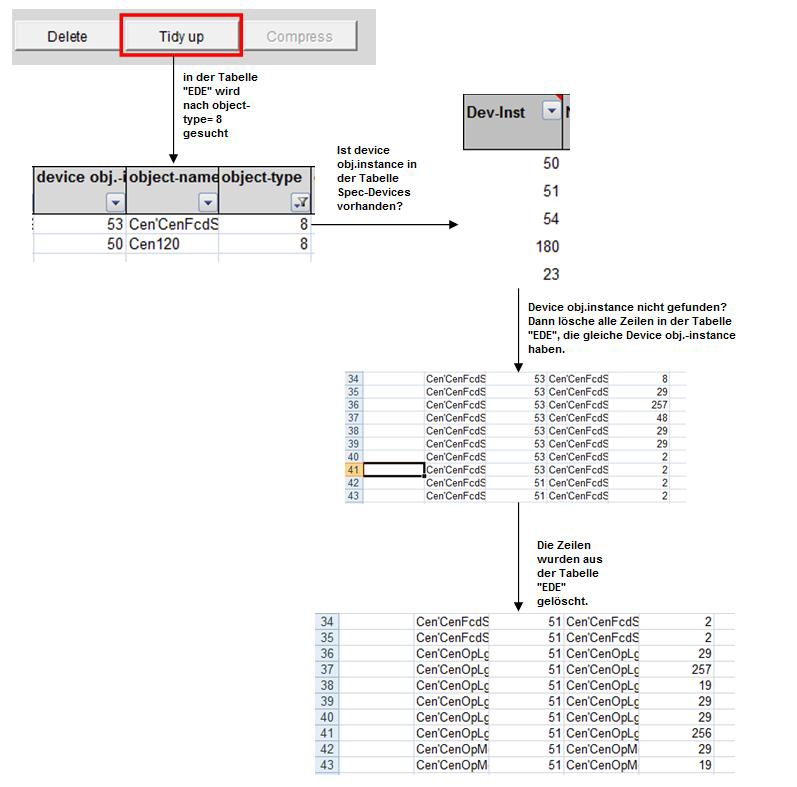 Delete Tidy up Compress
in der Tabelle
"EDE" wird
nach object-
type= 8
gesucht
Ist device
obj.instance in
der Tabelle
Spec-Devices
vorhanden?
device obj.-i object-name object-type
53 Cen'CenFcdS 8
50 Cen120 8
Dev-Inst
50
51
54
180
23
Device obj.instance nicht gefunden?
Dann lösche alle Zeilen in der Tabelle
"EDE", die gleiche Device obj.-instance
haben.
34 Cen'CenFcdS 53 Cen'CenFcdS 8
35 Cen'CenFcdS 53 Cen'CenFcdS 29
36 Cen'CenFcdS 53 Cen'CenFcdS 257
37 Cen'CenFcdS 53 Cen'CenFcdS 48
38 Cen'CenFcdS 53 Cen'CenFcdS 29
39 Cen'CenFcdS 53 Cen'CenFcdS 29
40 Cen'CenFcdS 53 Cen'CenFcdS 2
41 Cen'CenFcdS 53 Cen'CenFcdS 2
42 Cen'CenFcdS 51 Cen'CenFcdS 2
43 Cen'CenFcdS 51 Cen'CenFcdS 2
Die Zeilen
wurden aus
der Tabelle
"EDE"
gelöscht.
34 Cen'CenFcdS 51 Cen'CenFcdS 2
35 Cen'CenFcdS 51 Cen'CenFcdS 2
36 Cen'CenOpLg 51 Cen'CenOpLg 29
37 Cen'CenOpLg 51 Cen'CenOpLg 257
38 Cen'CenOpLg 51 Cen'CenOpLg 19
39 Cen'CenOpLg 51 Cen'CenOpLg 29
40 Cen'CenOpLg 51 Cen'CenOpLg 29
41 Cen'CenOpLg 51 Cen'CenOpLg 256
42 Cen'CenOpM 51 Cen'CenOpM 29
43 Cen'CenOpM 51 Cen'CenOpM 19